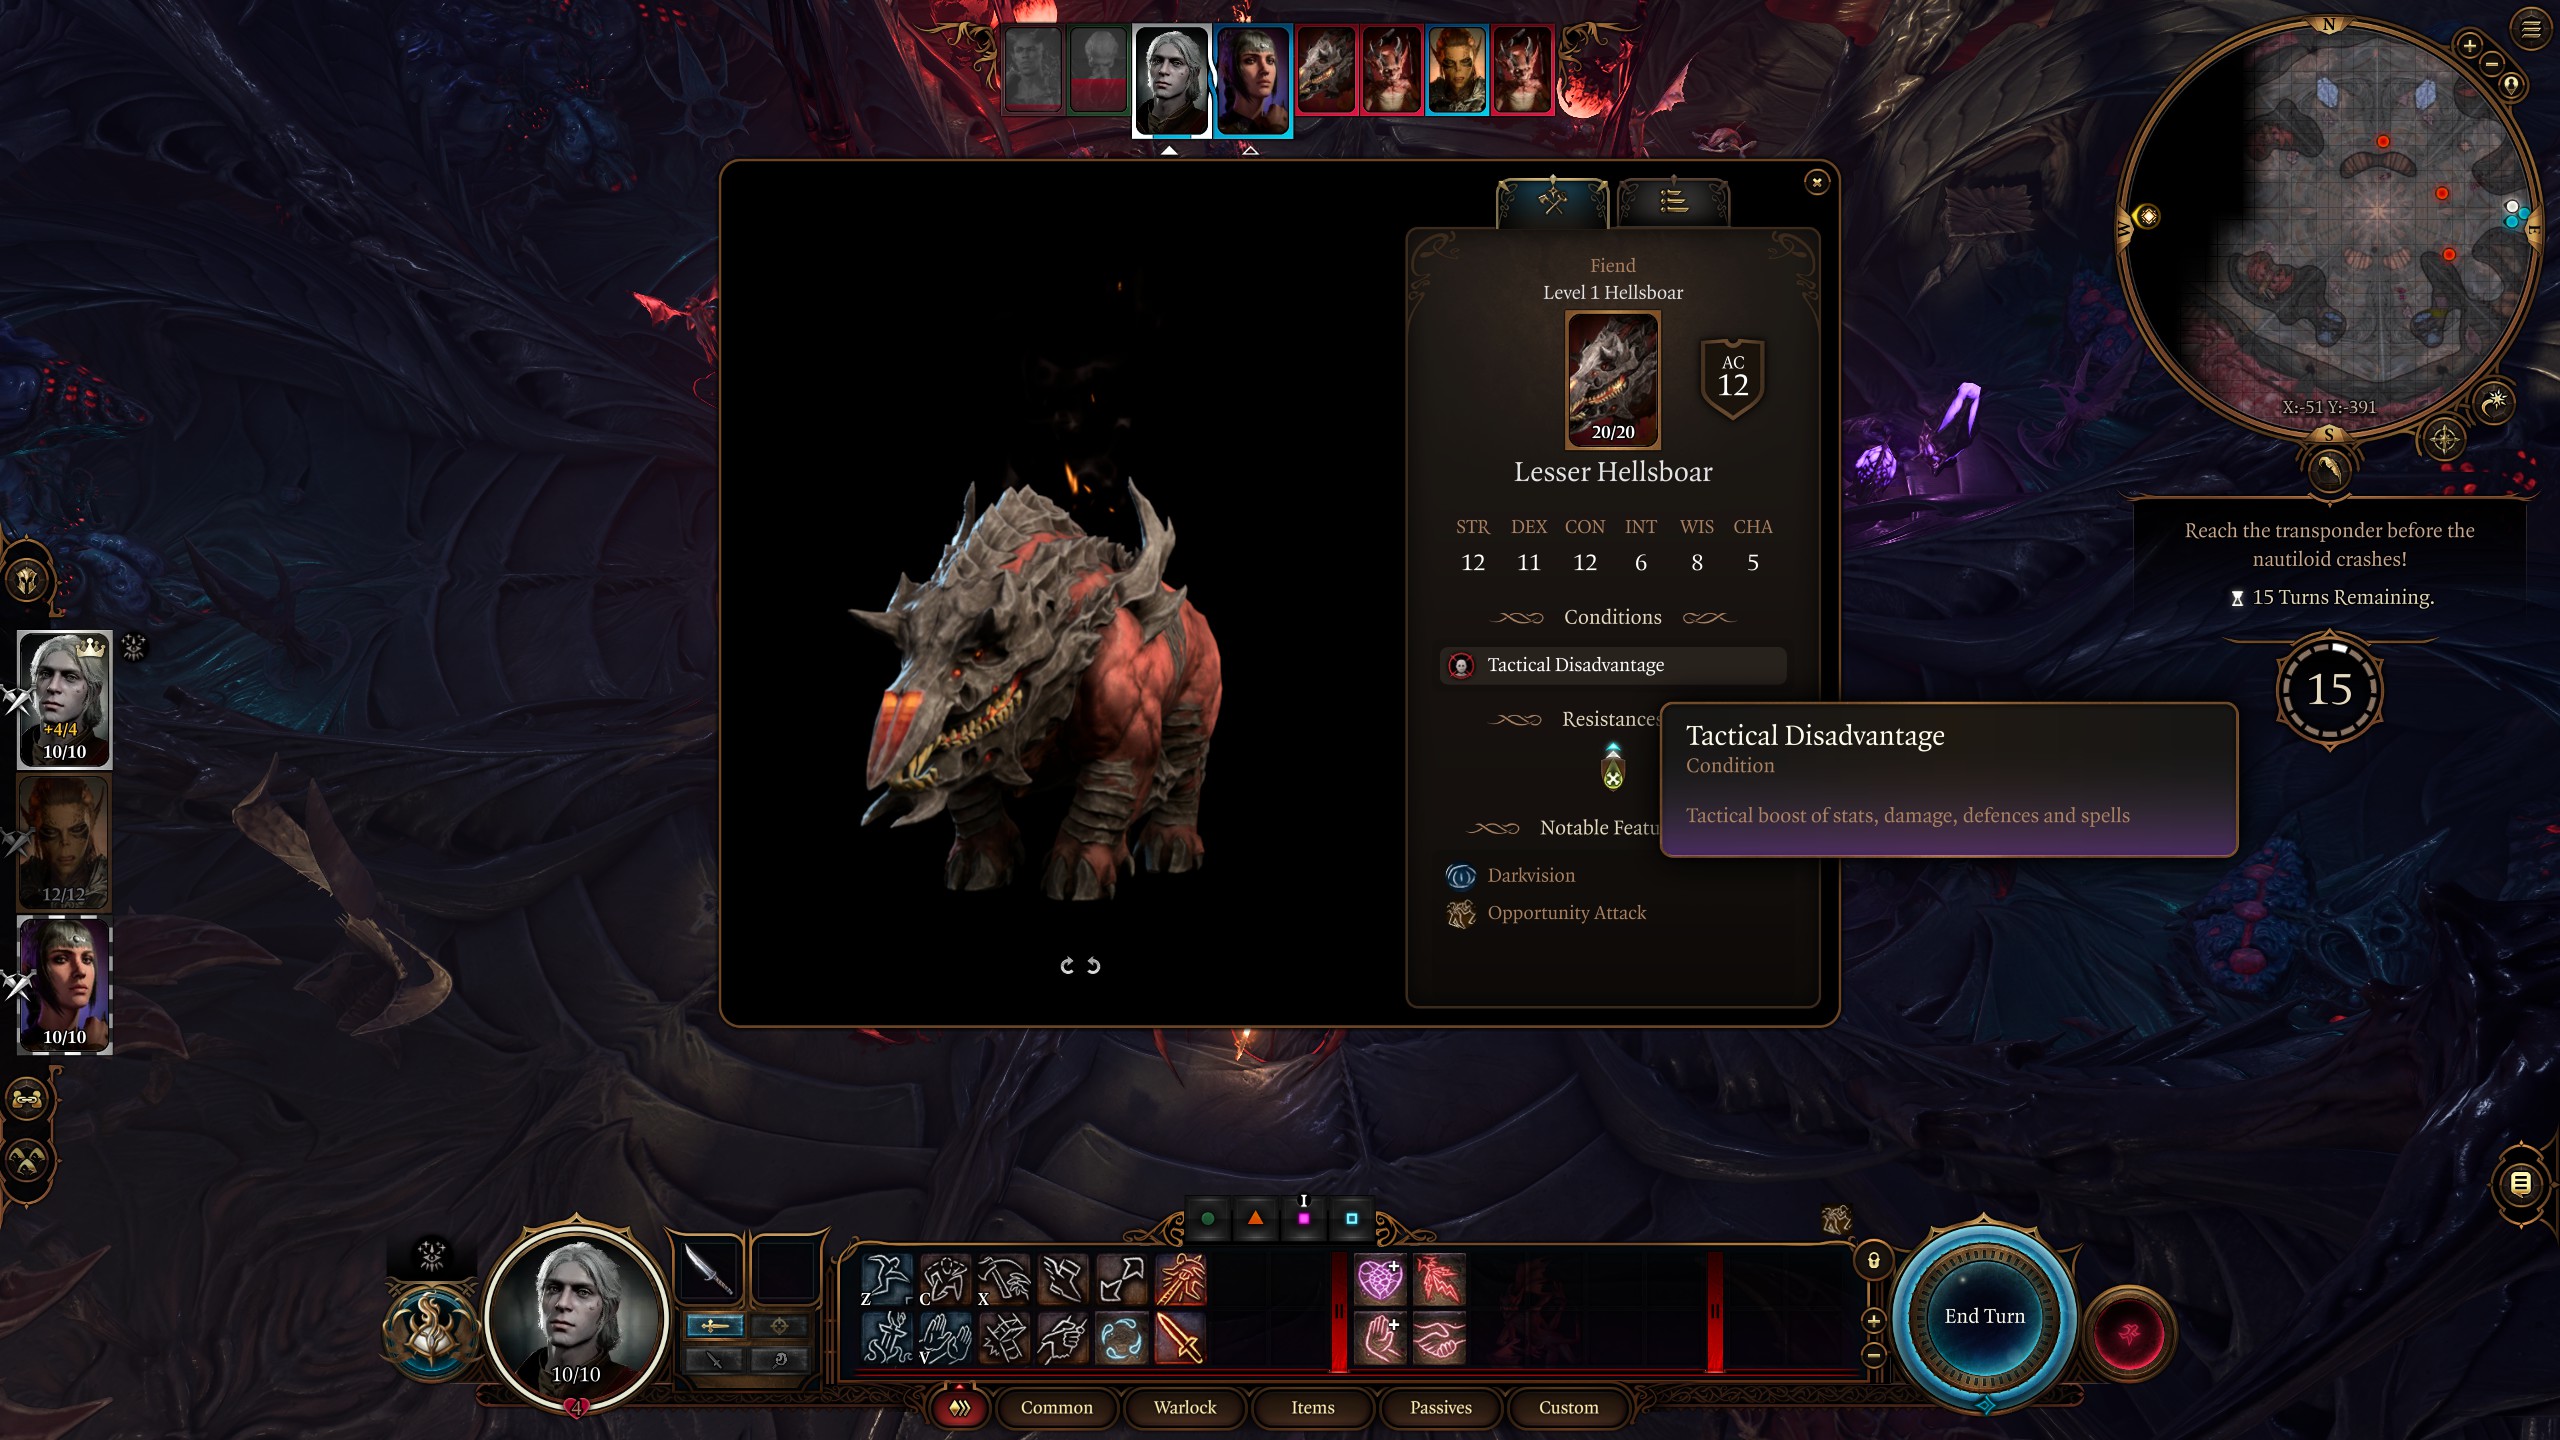 N
W
E
X:-51 Y:-391
S
Fiend
Level 1 Hellsboar
AC
12
20/20
Lesser Hellsboar
STR DEX CON INT WIS CHA
12 11 12 6 8 5
Conditions
Tactical Disadvantage
Resistances
Notable Featu
Darkvision
Opportunity Attack
Tactical Disadvantage
Condition
Tactical boost of stats, damage, defences and spells
Reach the transponder before the
nautiloid crashes!
15 Turns Remaining.
15
+4/4
10/10
12/12
10/10
I
Z C X
V
10/10
4
End Turn
Common Warlock Items Passives Custom